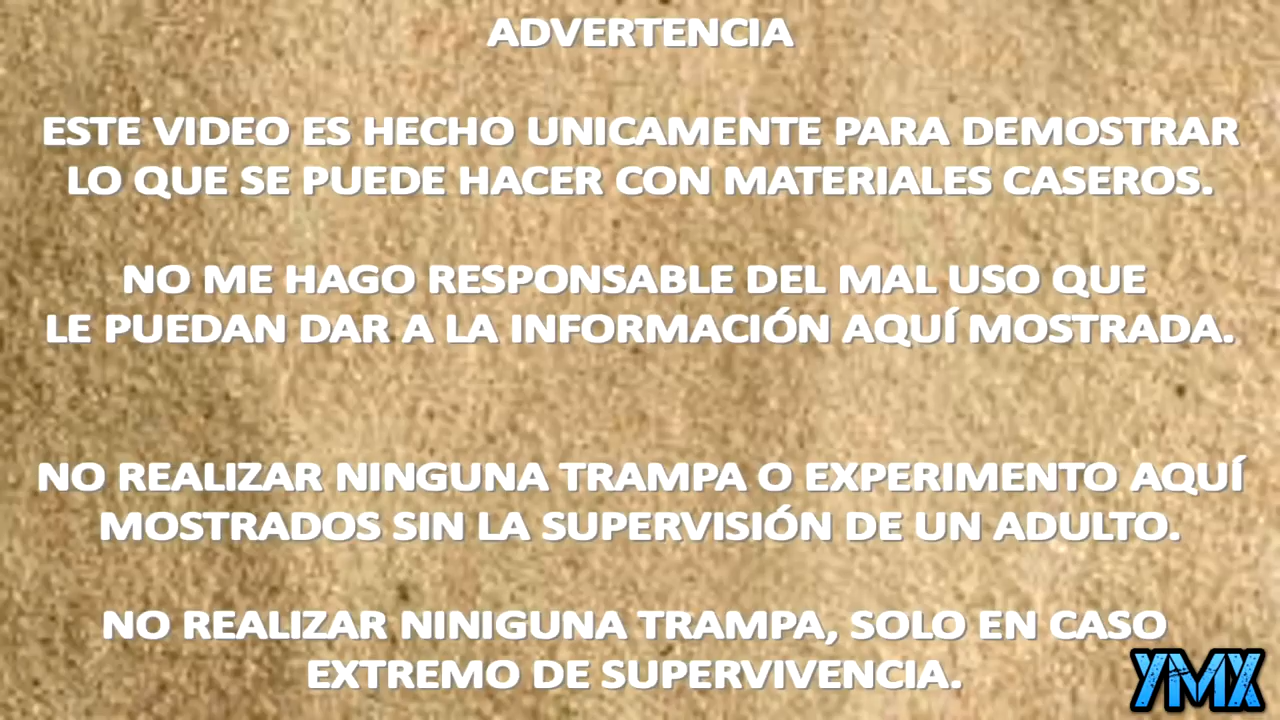 ADVERTENCIA
ESTE VIDEO ES HECHO UNICAMENTE PARA DEMOSTRAR
LO QUE SE PUEDE HACER CON MATERIALES CASEROS.
NO ME HAGO RESPONSABLE DEL MAL USO QUE
LE PUEDAN DAR A LA INFORMACIÓN AQUÍ MOSTRADA.
NO REALIZAR NINGUNA TRAMPA O EXPERIMENTO AQUÍ
MOSTRADOS SIN LA SUPERVISIÓN DE UN ADULTO.
NO REALIZAR NINIGUNA TRAMPA, SOLO EN CASO
EXTREMO DE SUPERVIVENCIA.
YMX